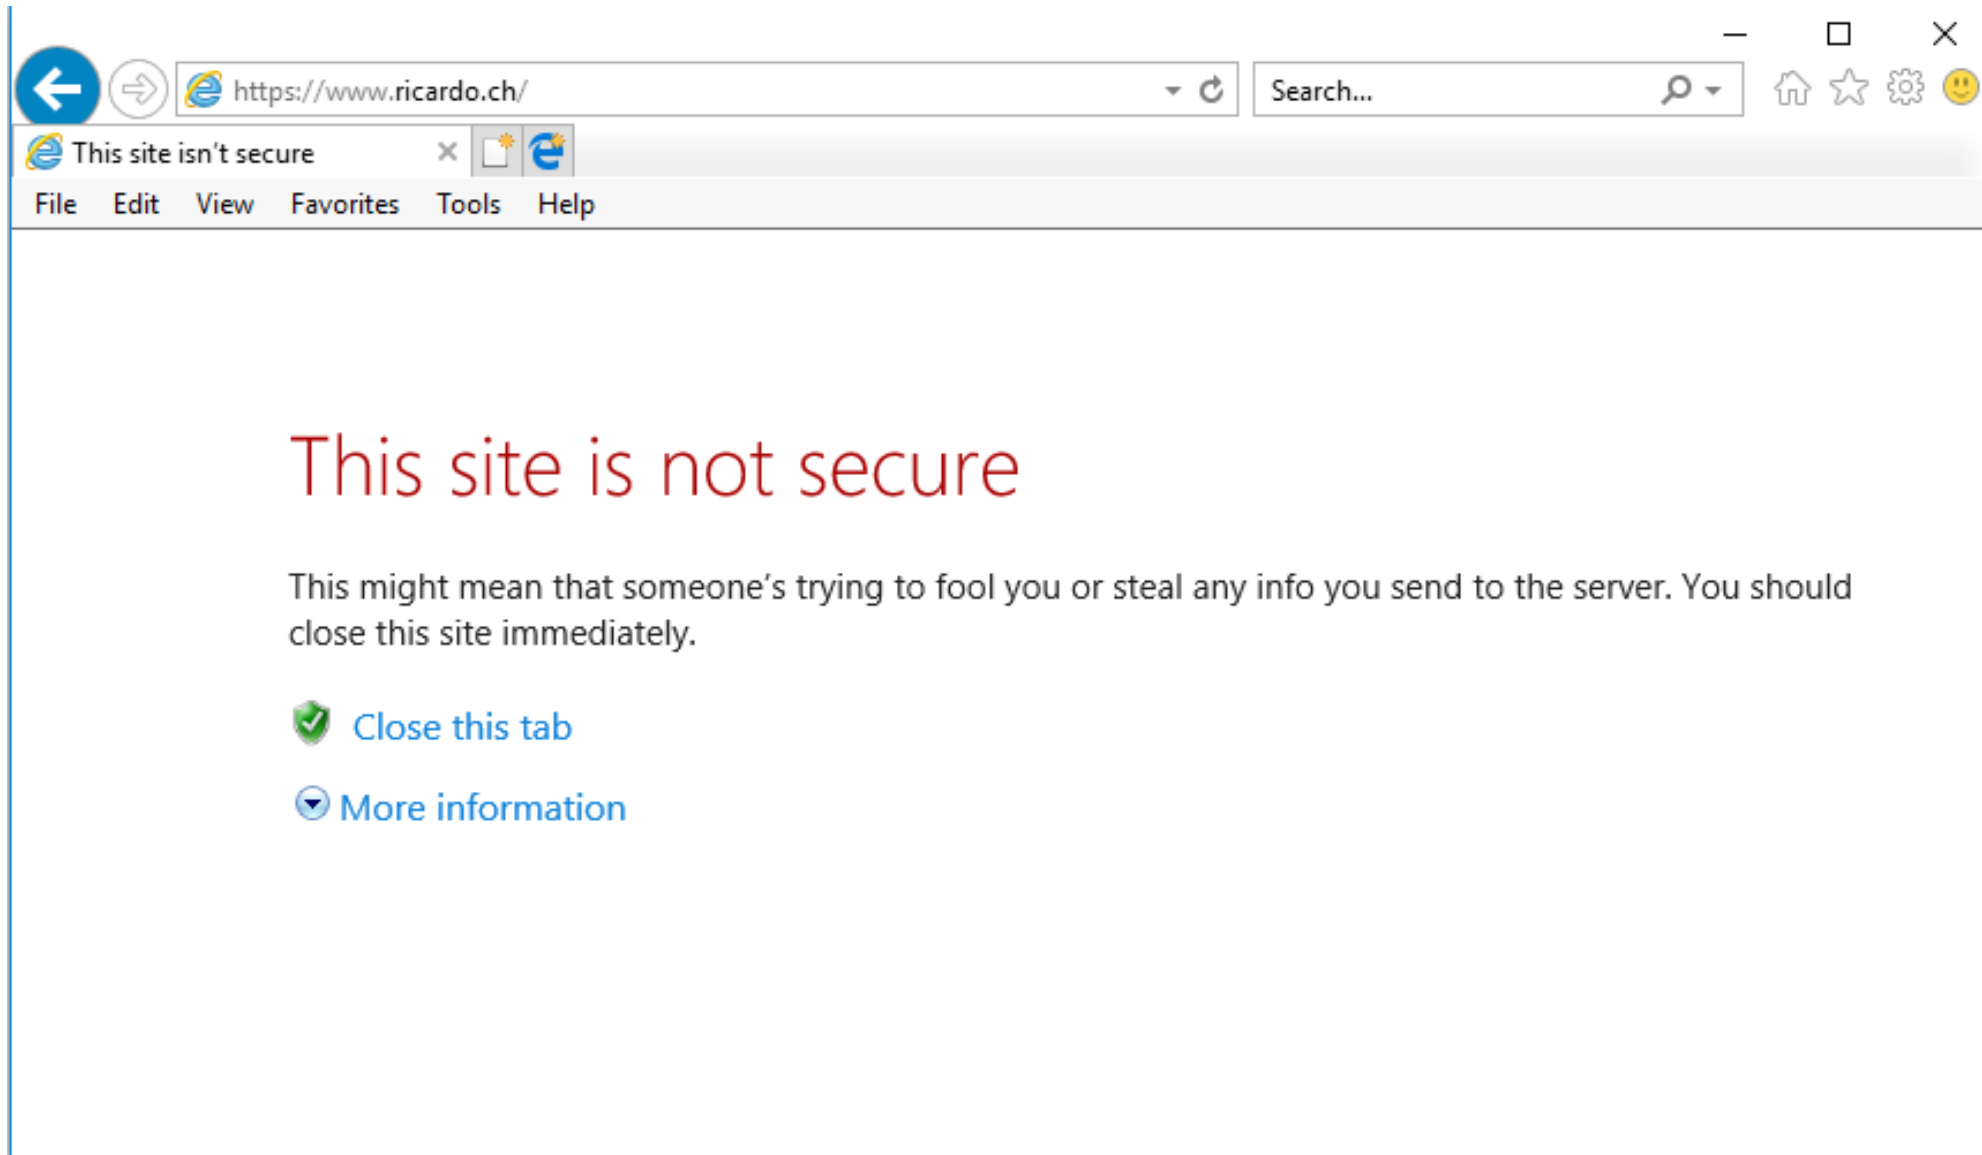 https://www.ricardo.ch/
Search...
This site isn't secure
File Edit View Favorites Tools Help
This site is not secure
This might mean that someone's trying to fool you or steal any info you send to the server. You should
close this site immediately.
Close this tab
More information